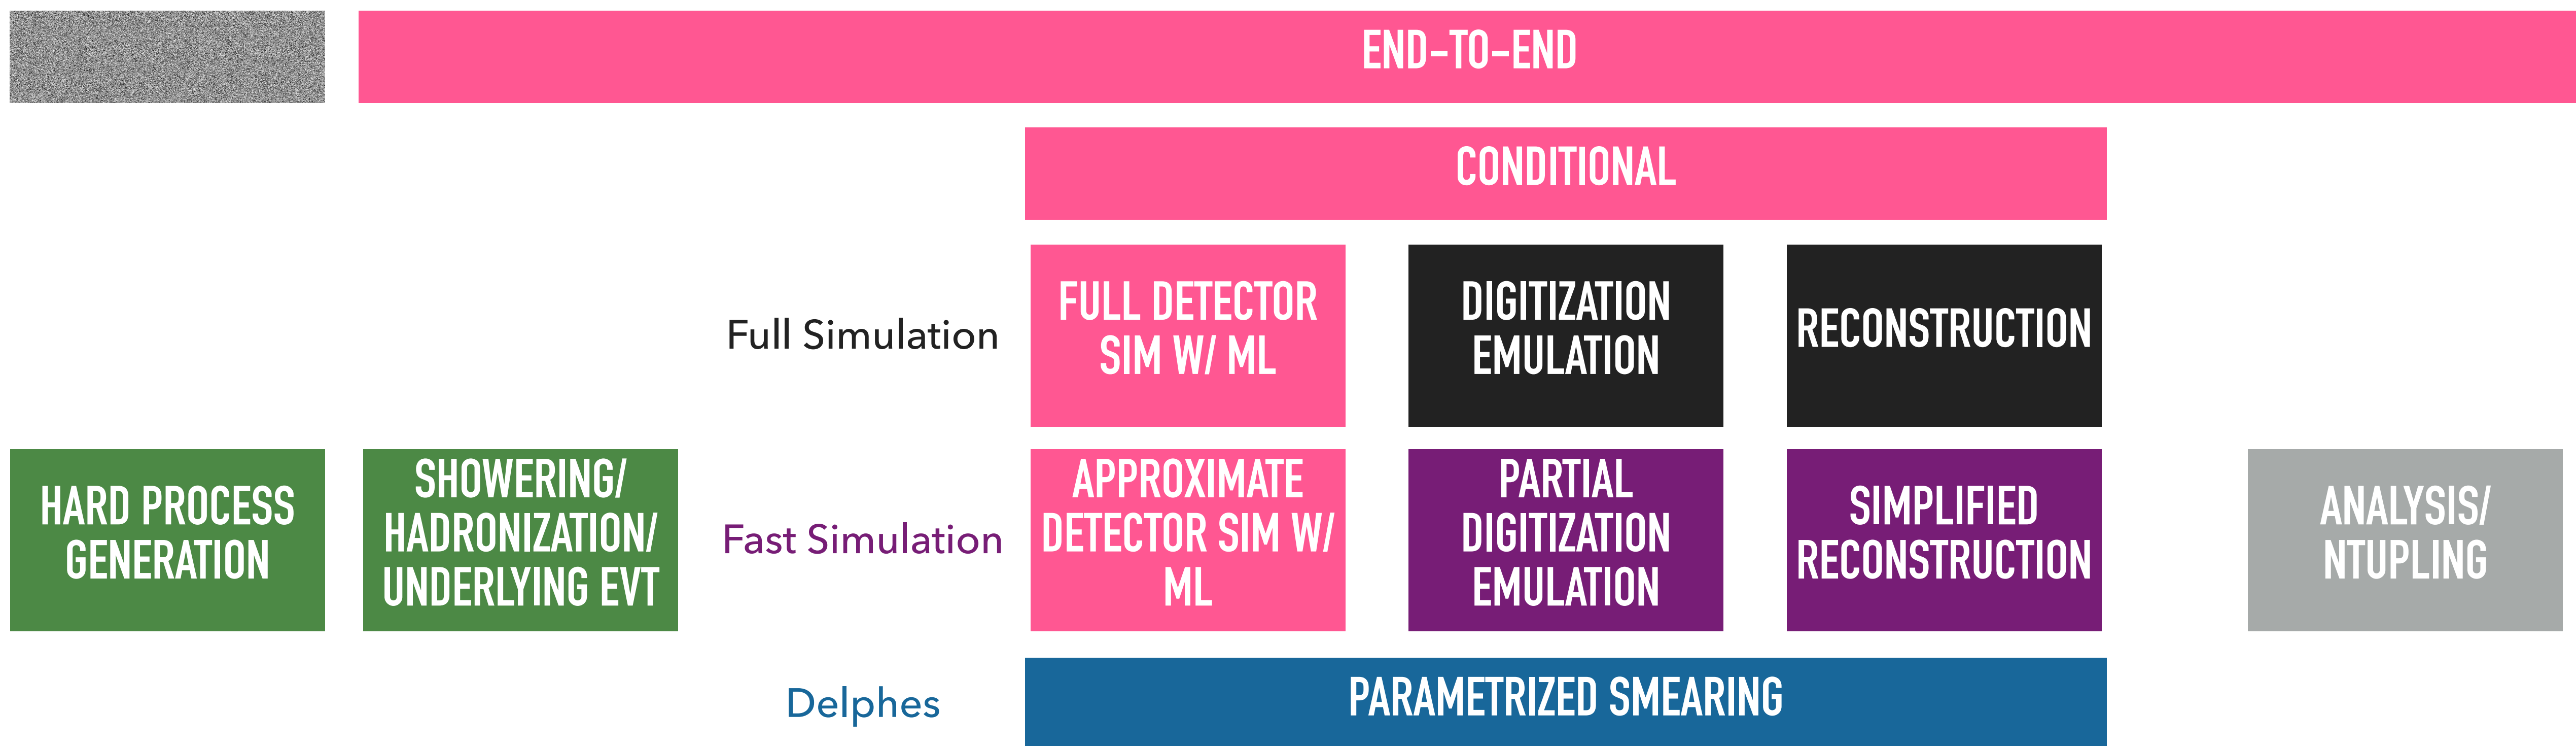 END-TO-END
CONDITIONAL
Full Simulation
FULL DETECTOR
SIM W/ ML
DIGITIZATION
EMULATION
RECONSTRUCTION
HARD PROCESS
GENERATION
SHOWERING/
HADRONIZATION/
UNDERLYING EVT
Fast Simulation
APPROXIMATE
DETECTOR SIM W/
ML
PARTIAL
DIGITIZATION
EMULATION
SIMPLIFIED
RECONSTRUCTION
ANALYSIS/
NTUPLING
Delphes
PARAMETRIZED SMEARING